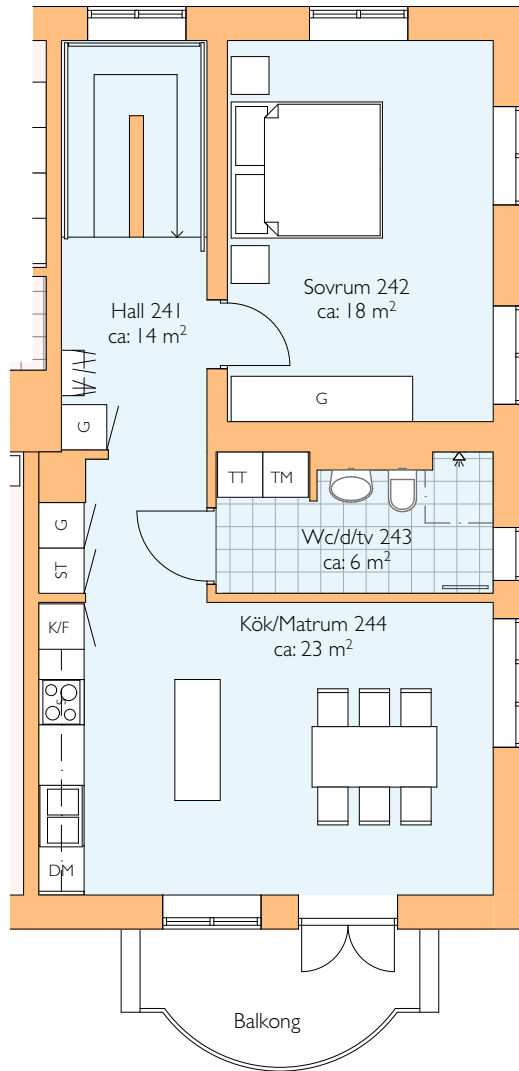 Sovrum 242
ca: 18 m²
Hall 241
ca: 14 m²
G
G
TT
TM
G
ST
Wc/d/tv 243
ca: 6 m²
K/F
Kök/Matrum 244
ca: 23 m²
S
DM
Balkong